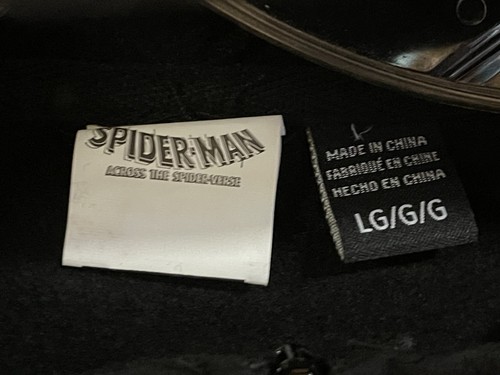 SPIDER-MAN
ACROSS THE SPIDER-VERSE
MADE IN CHINA
FABRIQUÉ EN CHINE
HECHO EN CHINA
LG/G/G